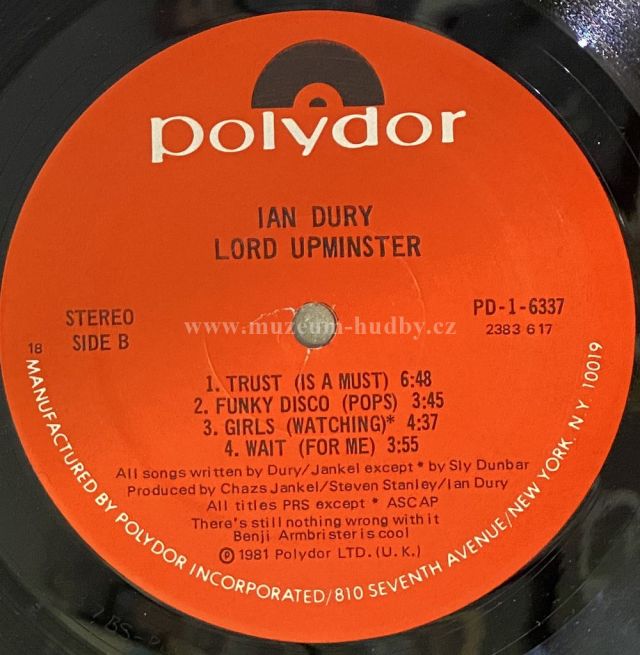 polydor
IAN DURY
LORD UPMINSTER
STEREO
SIDE B
PD-1-6337
2383 617
www.muzeum-hudby.cz
18
1. TRUST (IS A MUST) 6:48
2. FUNKY DISCO (POPS) 3:45
3. GIRLS (WATCHING)* 4:37
4. WAIT (FOR ME) 3:55
All songs written by Dury/Jankel except * by Sly Dunbar
Produced by Chazs Jankel/Steven Stanley/Ian Dury
All titles PRS except * ASCAP
There's still nothing wrong with it
Benji Armbrister is cool
℗ 1981 Polydor LTD. (U.K.)
MANUFACTURED BY POLYDOR INCORPORATED/810 SEVENTH AVENUE/NEW YORK. N.Y. 10019